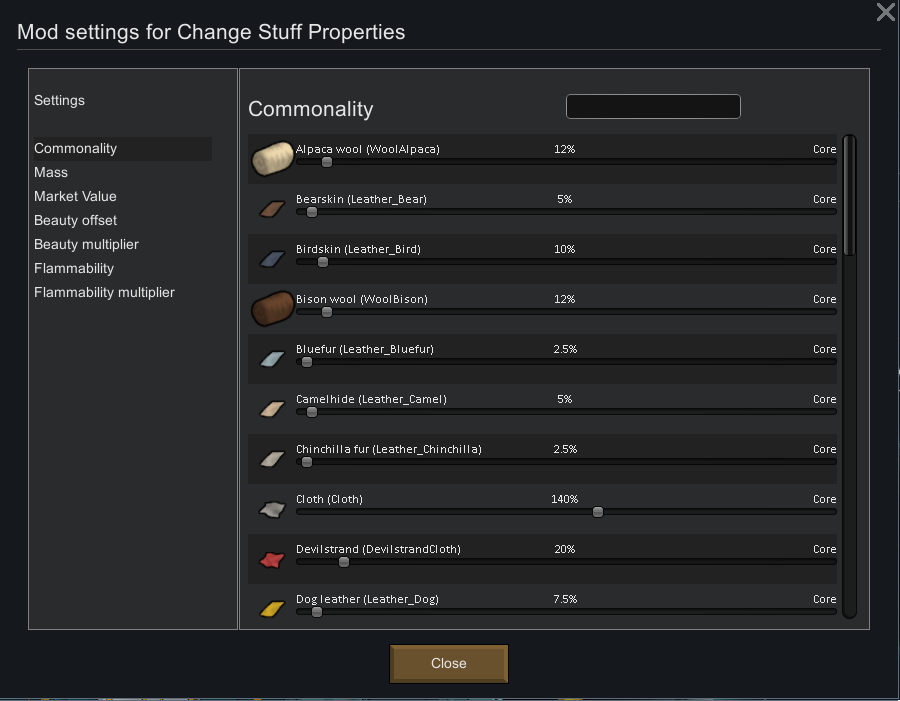 Mod settings for Change Stuff Properties
Settings
Commonality
Mass
Market Value
Beauty offset
Beauty multiplier
Flammability
Flammability multiplier
Commonality
Alpaca wool (WoolAlpaca) 12% Core
Bearskin (Leather_Bear) 5% Core
Birdskin (Leather_Bird) 10% Core
Bison wool (WoolBison) 12% Core
Bluefur (Leather_Bluefur) 2.5% Core
Camelhide (Leather_Camel) 5% Core
Chinchilla fur (Leather_Chinchilla) 2.5% Core
Cloth (Cloth) 140% Core
Devilstrand (DevilstrandCloth) 20% Core
Dog leather (Leather_Dog) 7.5% Core
Close